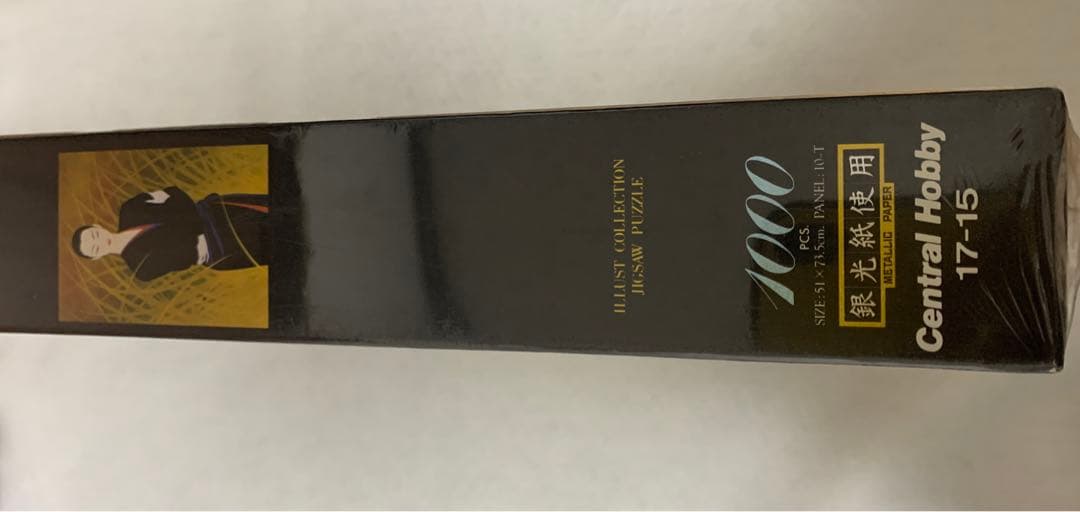 ILLUST COLLECTION
JIGSAW PUZZLE
1000
PCS.
SIZE:51×73.5cm. PANEL:10-T
銀光紙使用
METALLIC PAPER
Central Hobby
17-15